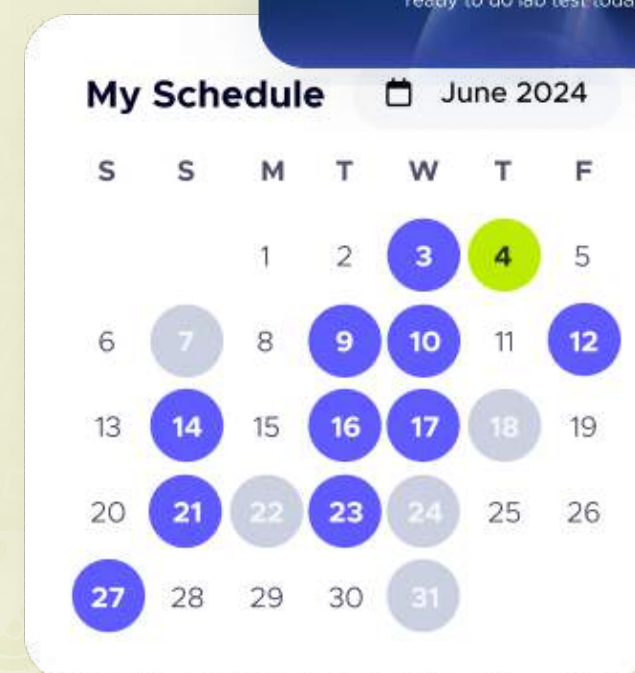 ready to do lab test toda
My Schedule June 2024
S S M T W T F
1 2 3 4 5
6 7 8 9 10 11 12
13 14 15 16 17 18 19
20 21 22 23 24 25 26
27 28 29 30 31